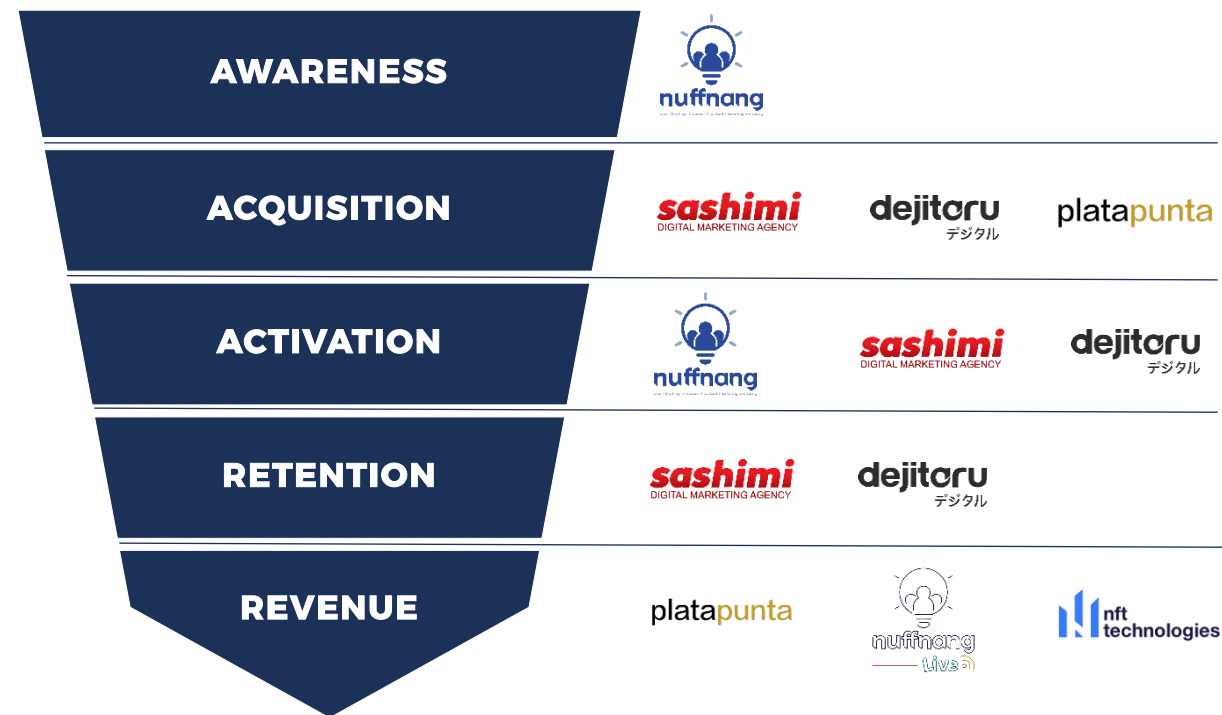 AWARENESS
nuffnang
ACQUISITION
sashimi
DIGITAL MARKETING AGENCY
dejitaru
デジタル
platapunta
ACTIVATION
nuffnang
sashimi
DIGITAL MARKETING AGENCY
dejitaru
デジタル
RETENTION
sashimi
DIGITAL MARKETING AGENCY
dejitaru
デジタル
REVENUE
platapunta
nuffnang
Live
nft
technologies